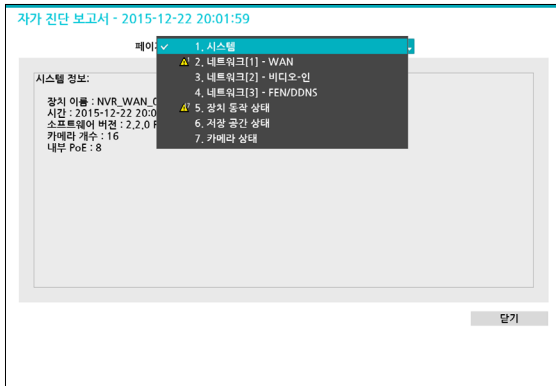 자가 진단 보고서 - 2015-12-22 20:01:59
페이
✓ 1. 시스템
2. 네트워크[1] - WAN
3. 네트워크[2] - 비디오-인
4. 네트워크[3] - FEN/DDNS
5. 장치 동작 상태
6. 저장 공간 상태
7. 카메라 상태
시스템 정보:
장치 이름 : NVR_WAN_
시간 : 2015-12-22 20:0
소프트웨어 버전 : 2.2.0
카메라 개수 : 16
내부 PoE : 8
닫기